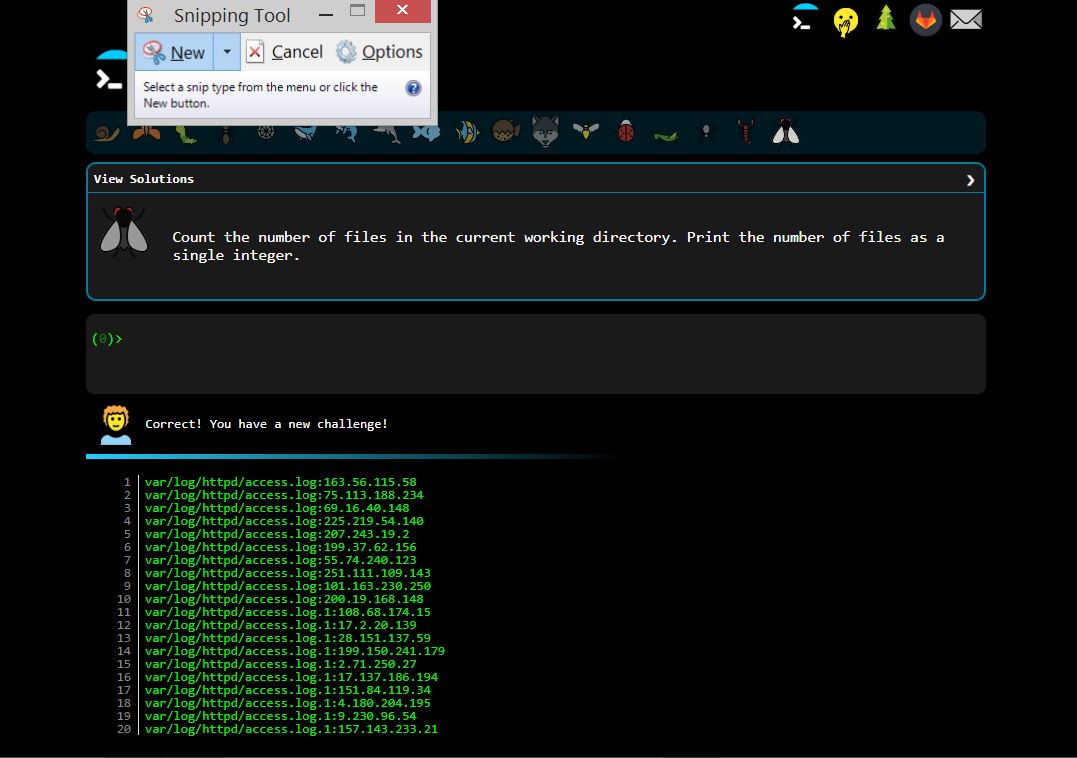 Snipping Tool
New Cancel Options
Select a snip type from the menu or click the
New button.
View Solutions
Count the number of files in the current working directory. Print the number of files as a
single integer.
(0)>
Correct! You have a new challenge!
1 var/log/httpd/access.log:163.56.115.58
2 var/log/httpd/access.log:75.113.188.234
3 var/log/httpd/access.log:69.16.40.148
4 var/log/httpd/access.log:225.219.54.140
5 var/log/httpd/access.log:207.243.19.2
6 var/log/httpd/access.log:199.37.62.156
7 var/log/httpd/access.log:55.74.240.123
8 var/log/httpd/access.log:251.111.109.143
9 var/log/httpd/access.log:101.163.230.250
10 var/log/httpd/access.log:200.19.168.148
11 var/log/httpd/access.log.1:108.68.174.15
12 var/log/httpd/access.log.1:17.2.20.139
13 var/log/httpd/access.log.1:28.151.137.59
14 var/log/httpd/access.log.1:199.150.241.179
15 var/log/httpd/access.log.1:2.71.250.27
16 var/log/httpd/access.log.1:17.137.186.194
17 var/log/httpd/access.log.1:151.84.119.34
18 var/log/httpd/access.log.1:4.180.204.195
19 var/log/httpd/access.log.1:9.230.96.54
20 var/log/httpd/access.log.1:157.143.233.21